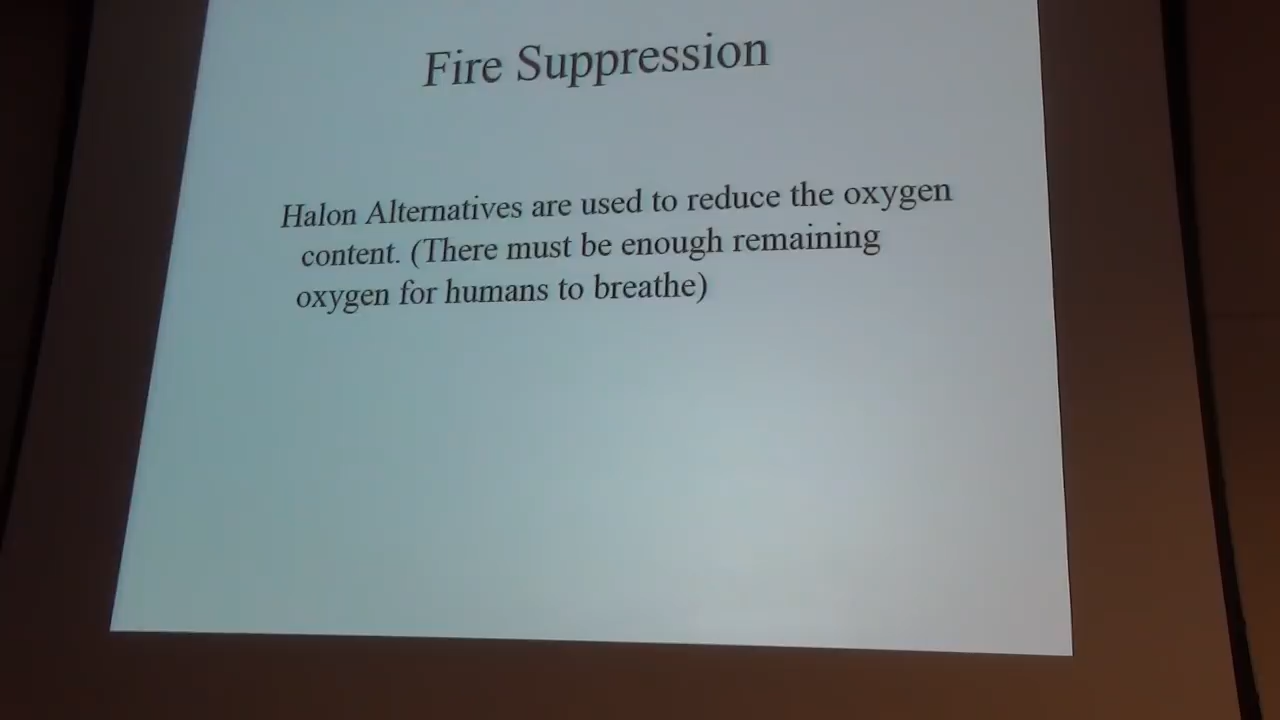 Fire Suppression
Halon Alternatives are used to reduce the oxygen
content. (There must be enough remaining
oxygen for humans to breathe)